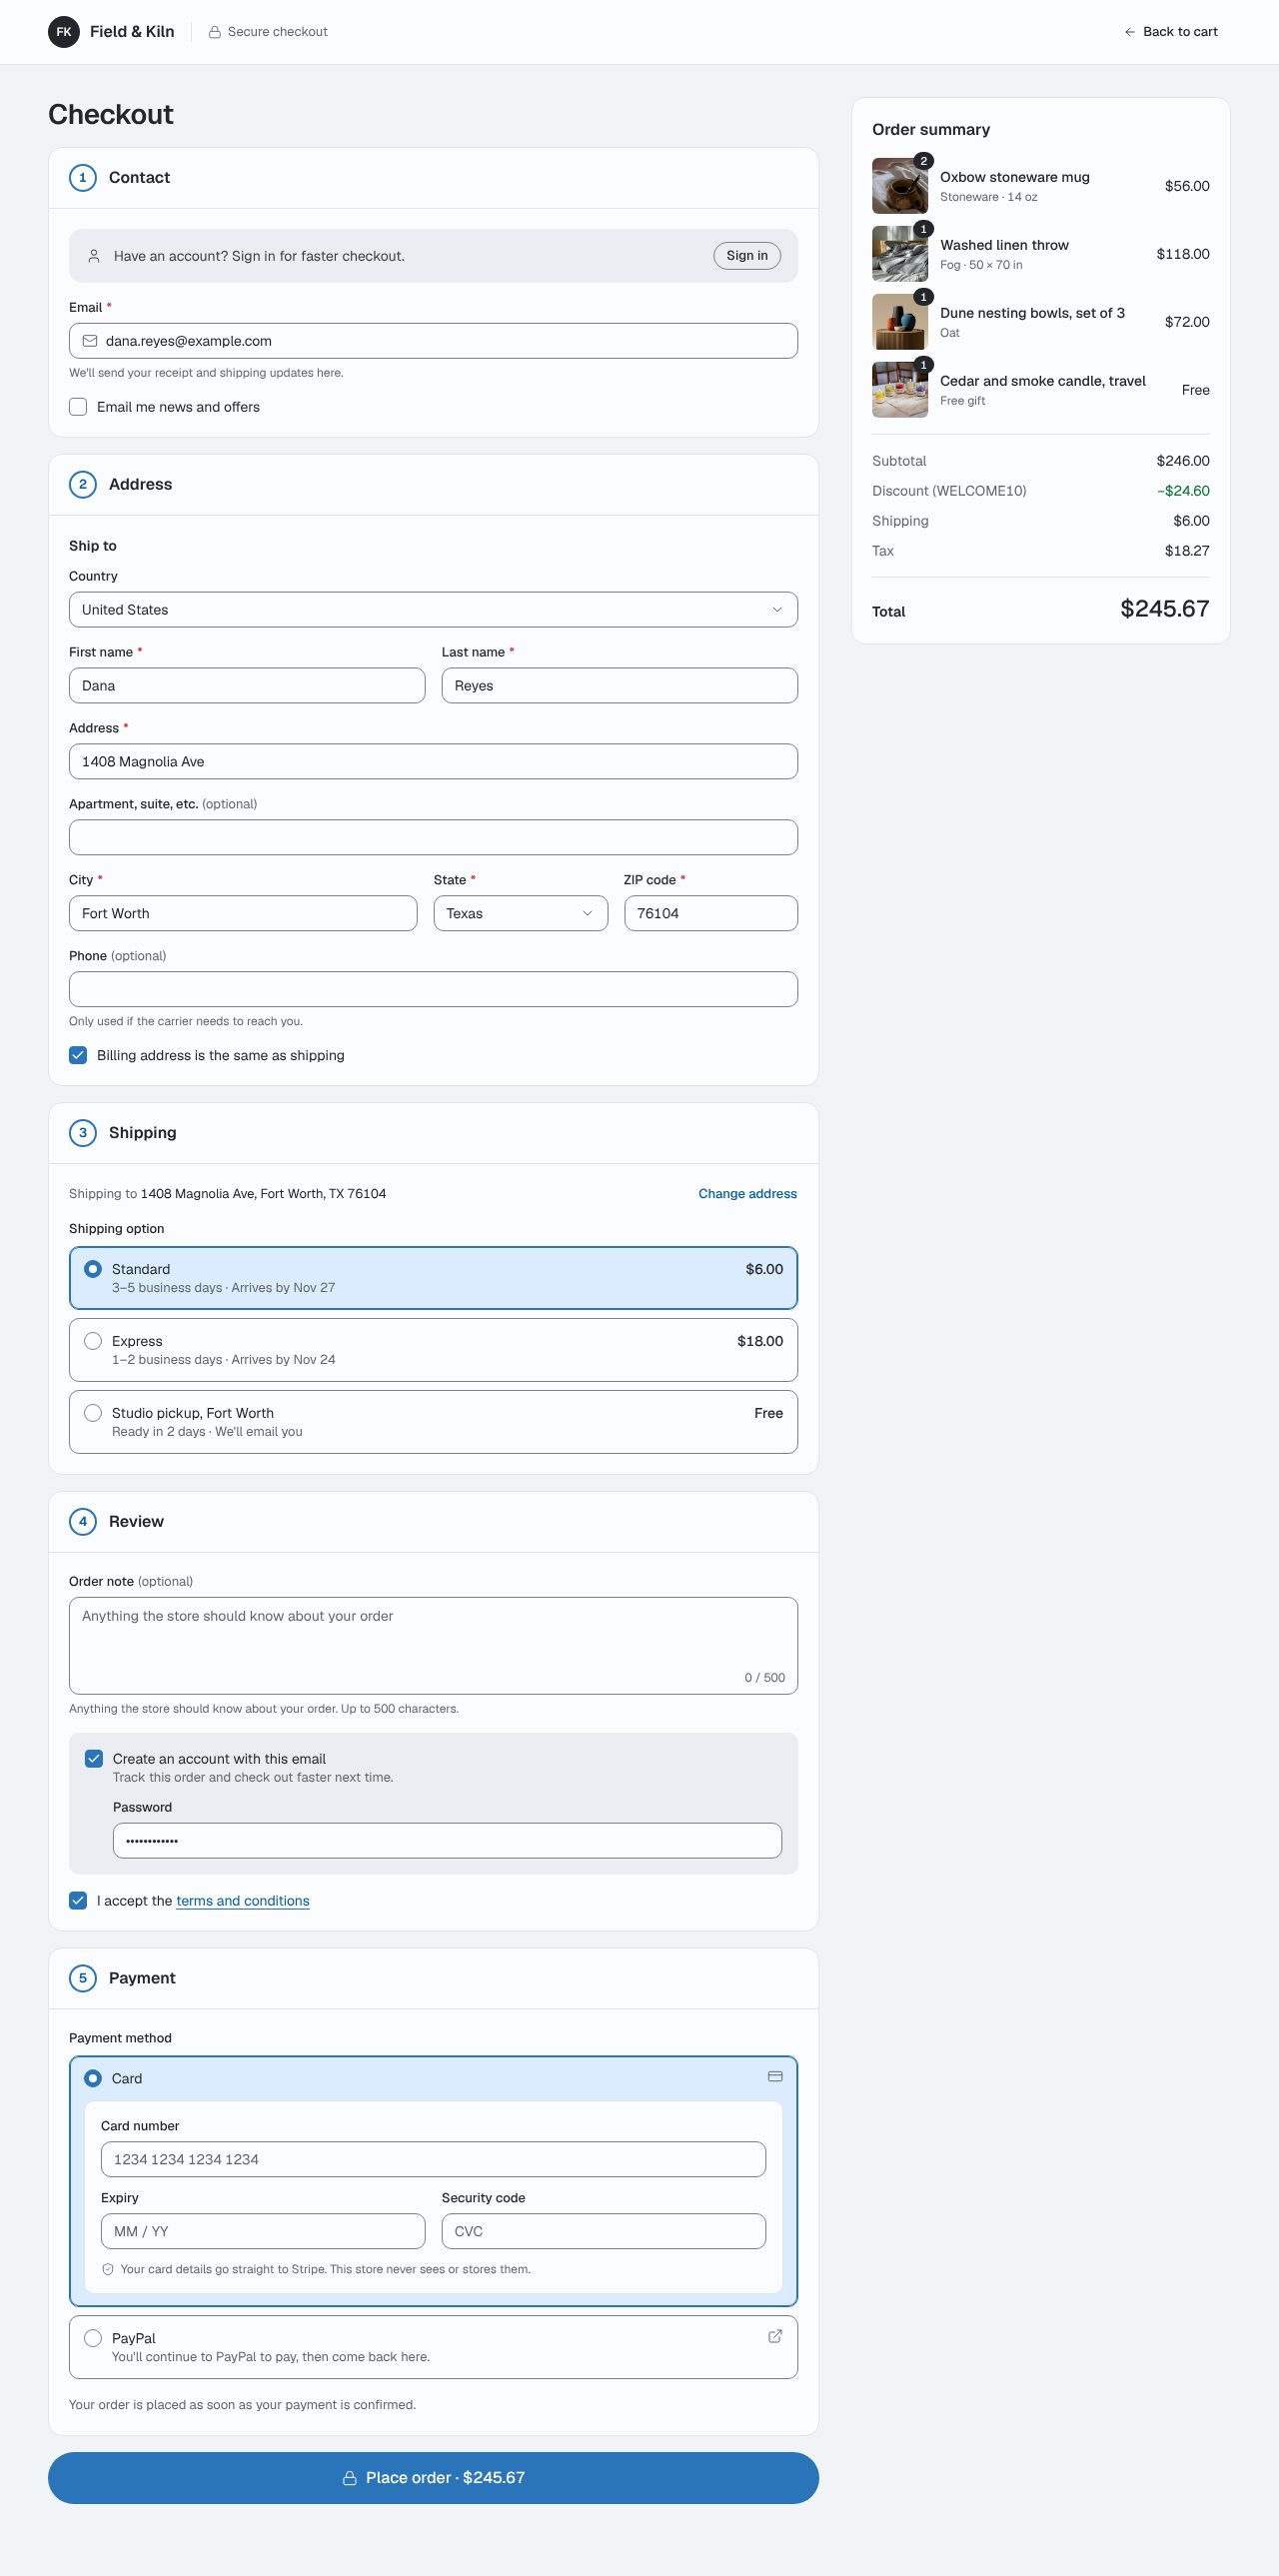 FK Field & Kiln Secure checkout Back to cart
Checkout
1 Contact
Have an account? Sign in for faster checkout. Sign in
Email *
dana.reyes@example.com
We'll send your receipt and shipping updates here.
Email me news and offers
2 Address
Ship to
Country
United States
First name * Last name *
Dana Reyes
Address *
1408 Magnolia Ave
Apartment, suite, etc. (optional)
City * State * ZIP code *
Fort Worth Texas 76104
Phone (optional)
Only used if the carrier needs to reach you.
Billing address is the same as shipping
3 Shipping
Shipping to 1408 Magnolia Ave, Fort Worth, TX 76104 Change address
Shipping option
Standard $6.00
3–5 business days · Arrives by Nov 27
Express $18.00
1–2 business days · Arrives by Nov 24
Studio pickup, Fort Worth Free
Ready in 2 days · We'll email you
4 Review
Order note (optional)
Anything the store should know about your order
0 / 500
Anything the store should know about your order. Up to 500 characters.
Create an account with this email
Track this order and check out faster next time.
Password
••••••••••••
I accept the terms and conditions
5 Payment
Payment method
Card
Card number
1234 1234 1234 1234
Expiry Security code
MM / YY CVC
Your card details go straight to Stripe. This store never sees or stores them.
PayPal
You'll continue to PayPal to pay, then come back here.
Your order is placed as soon as your payment is confirmed.
Place order · $245.67
Order summary
2
Oxbow stoneware mug $56.00
Stoneware · 14 oz
1
Washed linen throw $118.00
Fog · 50 × 70 in
1
Dune nesting bowls, set of 3 $72.00
Oat
1
Cedar and smoke candle, travel Free
Free gift
Subtotal $246.00
Discount (WELCOME10) −$24.60
Shipping $6.00
Tax $18.27
Total $245.67